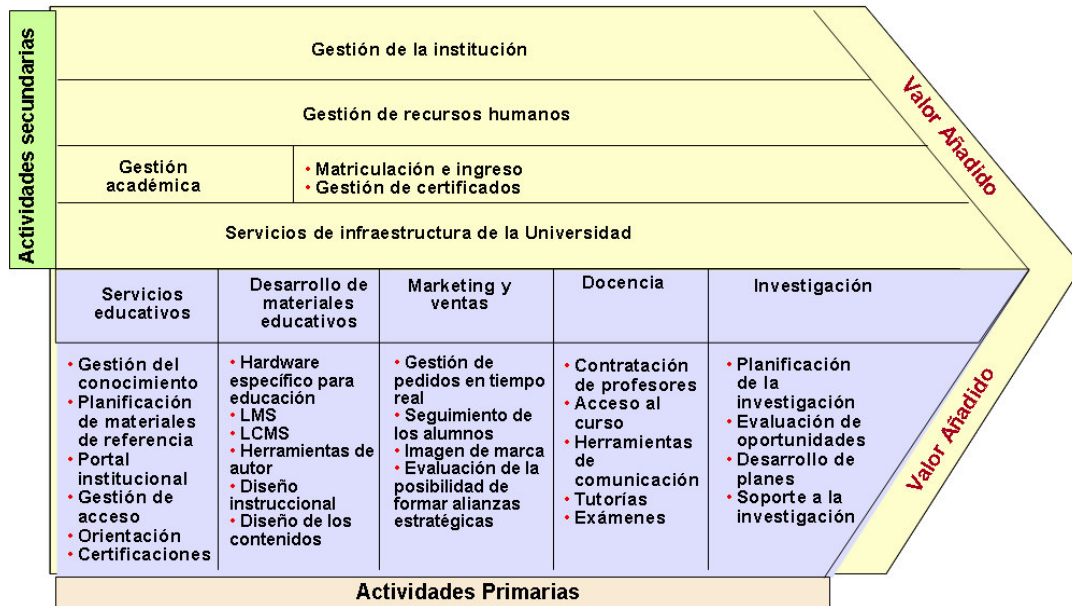 Actividades secundarias
Gestión de la institución
Gestión de recursos humanos
Gestión
académica
• Matriculación e ingreso
• Gestión de certificados
Servicios de infraestructura de la Universidad
Valor Añadido
Servicios
educativos
Desarrollo de
materiales
educativos
Marketing y
ventas
Docencia
Investigación
• Gestión del
conocimiento
• Planificación
de materiales
de referencia
• Portal
institucional
• Gestión de
acceso
• Orientación
• Certificaciones
• Hardware
específico para
educación
• LMS
• LCMS
• Herramientas de
autor
• Diseño
instruccional
• Diseño de los
contenidos
• Gestión de
pedidos en tiempo
real
• Seguimiento de
los alumnos
• Imagen de marca
• Evaluación de la
posibilidad de
formar alianzas
estratégicas
• Contratación
de profesores
• Acceso al
curso
• Herramientas
de
comunicación
• Tutorías
• Exámenes
• Planificación
de la
investigación
• Evaluación de
oportunidades
• Desarrollo de
planes
• Soporte a la
investigación
Valor Añadido
Actividades Primarias